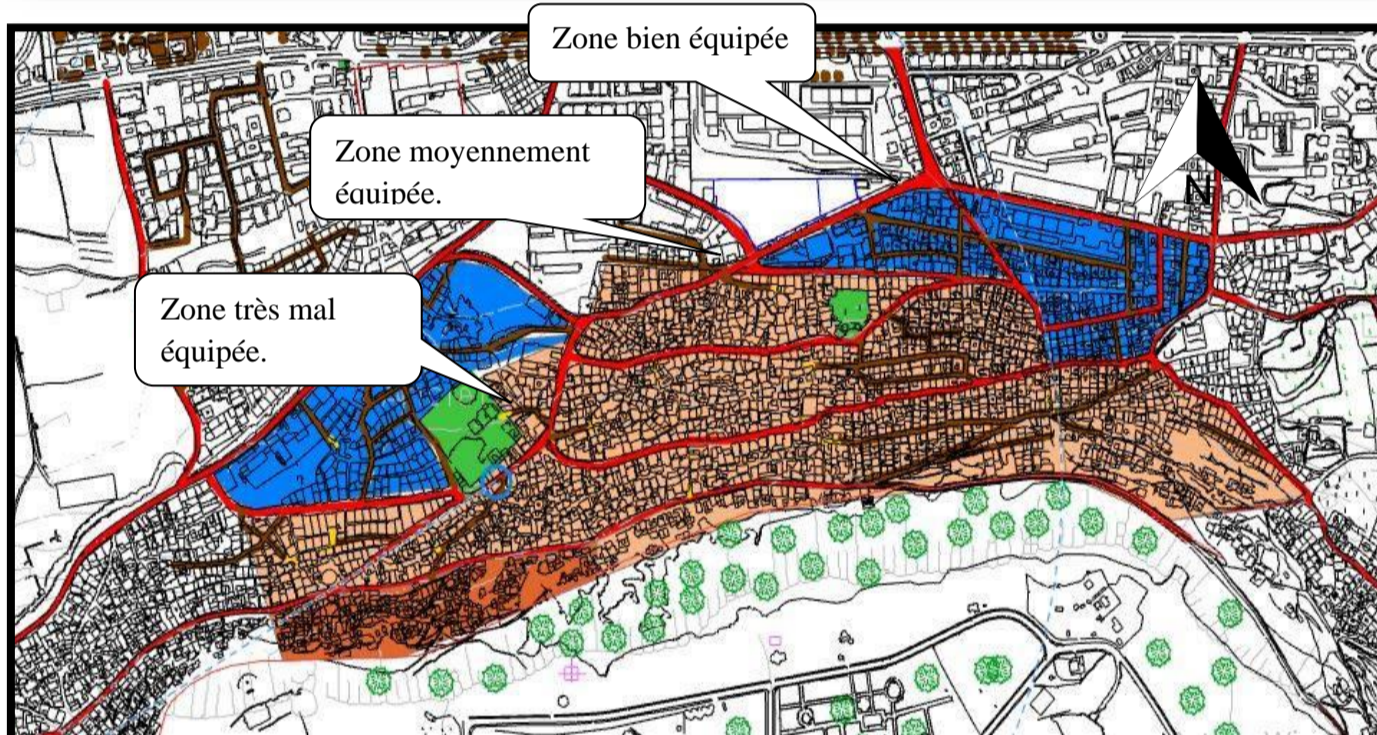 Zone bien équipée
Zone moyennement
équipée.
Zone très mal
équipée.
N